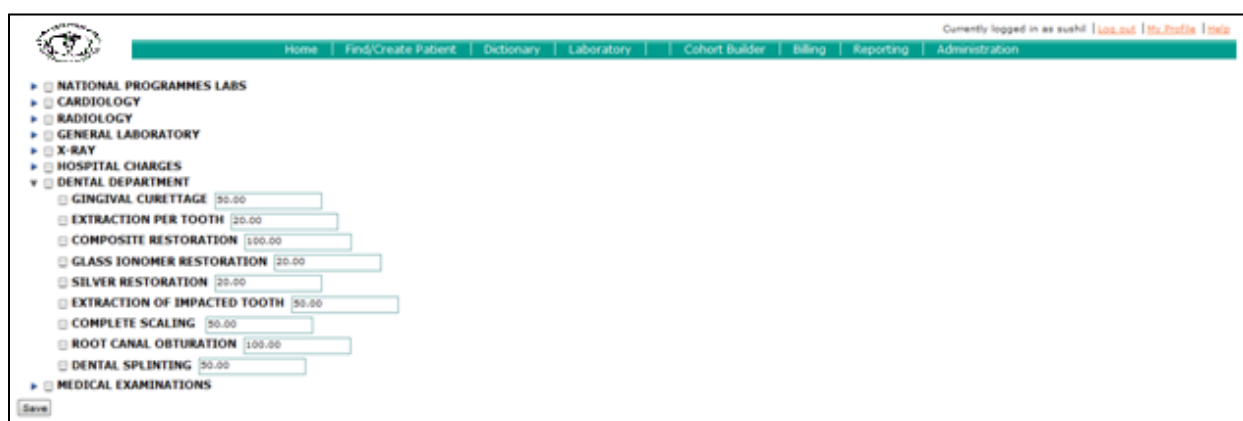 Currently logged in as sushil | Log out | My Profile | Help
Home | Find/Create Patient | Dictionary | Laboratory | | Cohort Builder | Billing | Reporting | Administration
NATIONAL PROGRAMMES LABS
CARDIOLOGY
RADIOLOGY
GENERAL LABORATORY
X-RAY
HOSPITAL CHARGES
DENTAL DEPARTMENT
GINGIVAL CURETTAGE 50.00
EXTRACTION PER TOOTH 20.00
COMPOSITE RESTORATION 100.00
GLASS IONOMER RESTORATION 20.00
SILVER RESTORATION 20.00
EXTRACTION OF IMPACTED TOOTH 50.00
COMPLETE SCALING 50.00
ROOT CANAL OBTURATION 100.00
DENTAL SPLINTING 50.00
MEDICAL EXAMINATIONS
Save